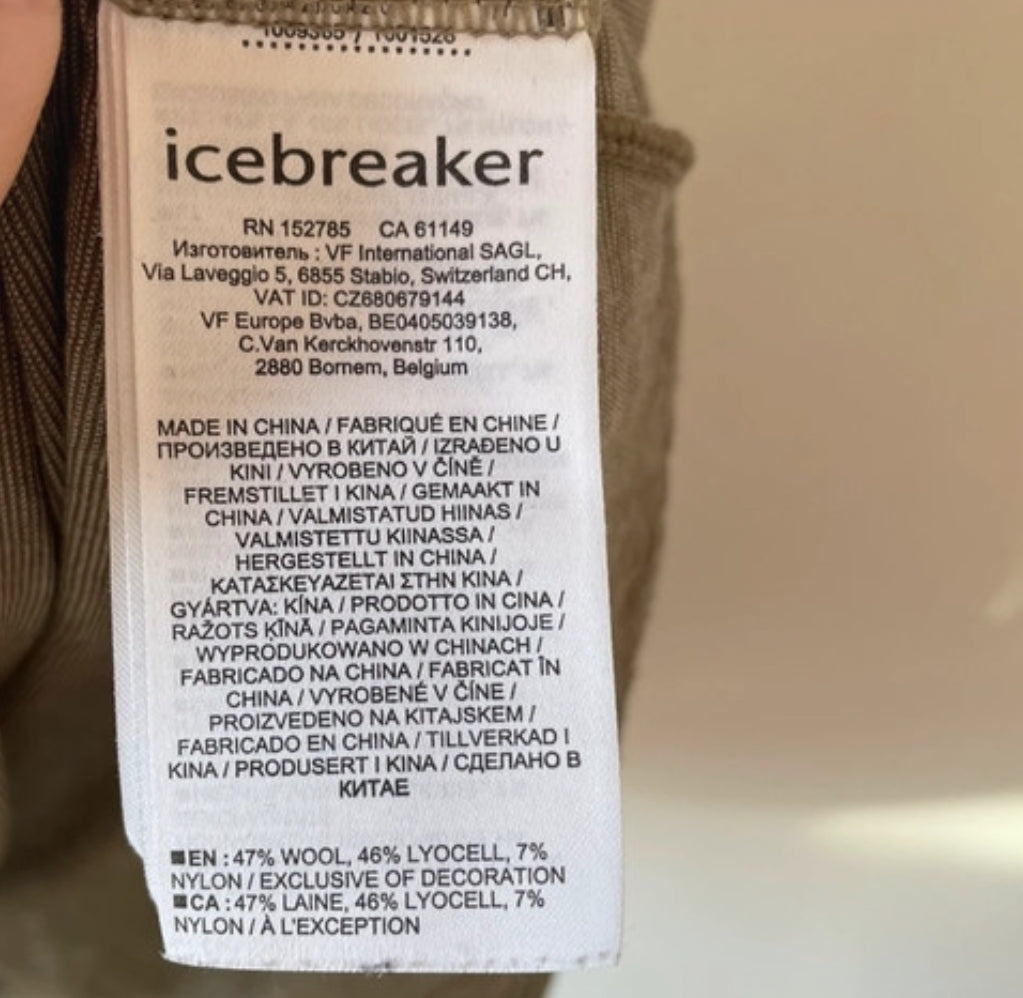 icebreaker
RN 152785 CA 61149
Изготовитель : VF International SAGL,
Via Laveggio 5, 6855 Stabio, Switzerland CH,
VAT ID: CZ680679144
VF Europe Bvba, BE0405039138,
C.Van Kerckhovenstr 110,
2880 Bornem, Belgium
MADE IN CHINA / FABRIQUÉ EN CHINE /
ПРОИЗВЕДЕНО В КИТАЙ / IZRAĐENO U
KINI / VYROBENO V ČÍNĚ /
FREMSTILLET I KINA / GEMAAKT IN
CHINA / VALMISTATUD HIINAS /
VALMISTETTU KIINASSA /
HERGESTELLT IN CHINA /
ΚΑΤΑΣΚΕΥΑΖΕΤΑΙ ΣΤΗΝ ΚΙΝΑ /
GYÁRTVA: KÍNA / PRODOTTO IN CINA /
RAŽOTS ĶĪNĀ / PAGAMINTA KINIJOJE /
WYPRODUKOWANO W CHINACH /
FABRICADO NA CHINA / FABRICAT ÎN
CHINA / VYROBENÉ V ČÍNE /
PROIZVEDENO NA KITAJSKEM /
FABRICADO EN CHINA / TILLVERKAD I
KINA / PRODUSERT I KINA / СДЕЛАНО В
КИТАЕ
EN : 47% WOOL, 46% LYOCELL, 7%
NYLON / EXCLUSIVE OF DECORATION
CA : 47% LAINE, 46% LYOCELL, 7%
NYLON / À L'EXCEPTION